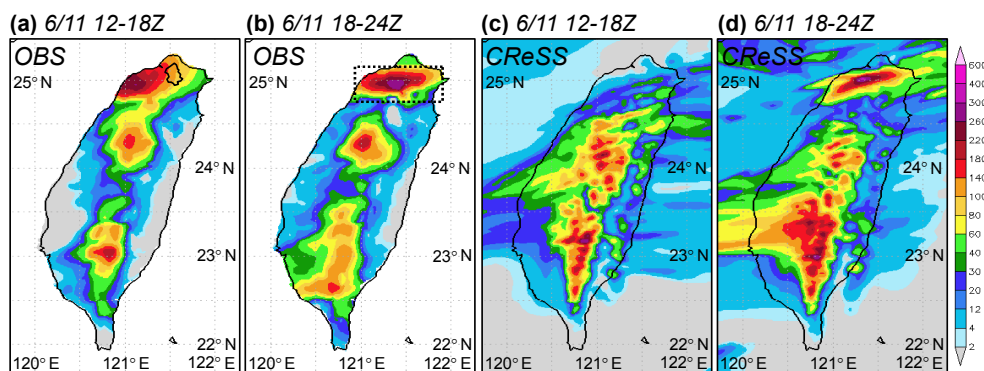 (a) 6/11 12-18Z
OBS
25° N
24° N
23° N
22° N
120° E
121° E
122° E
(b) 6/11 18-24Z
OBS
25° N
24° N
23° N
22° N
120° E
121° E
122° E
(c) 6/11 12-18Z
CReSS
25° N
24° N
23° N
22° N
120° E
121° E
122° E
(d) 6/11 18-24Z
CReSS
25° N
24° N
23° N
22° N
120° E
121° E
122° E
600
400
300
260
220
180
140
100
80
60
40
30
20
12
4
2